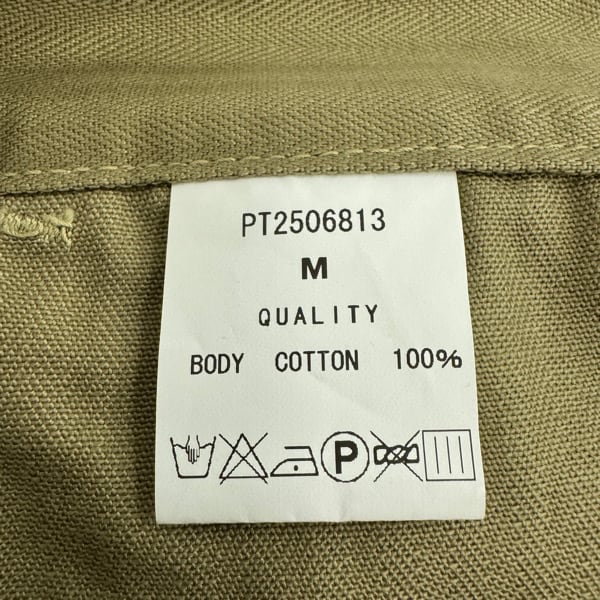 PT2506813
M
QUALITY
BODY COTTON 100%
P